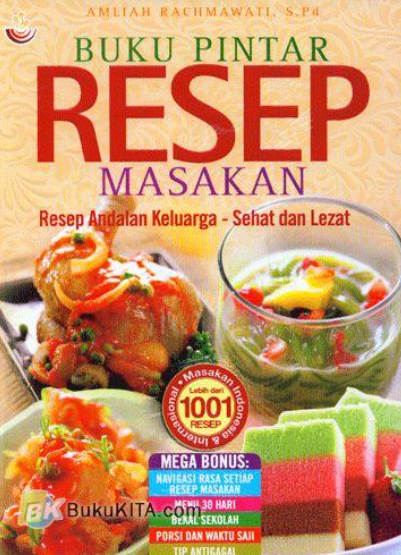 AMLIAH RACHMAWATI, S.Pd
BUKU PINTAR
RESEP
MASAKAN
Resep Andalan Keluarga - Sehat dan Lezat
• Masakan Indonesia & Internasional
Lebih dari
1001
RESEP
MEGA BONUS:
NAVIGASI RASA SETIAP
RESEP MASAKAN
MENU 30 HARI
BEKAL SEKOLAH
PORSI DAN WAKTU SAJI
TIP ANTIGAGAL
BK BukuKITA.com